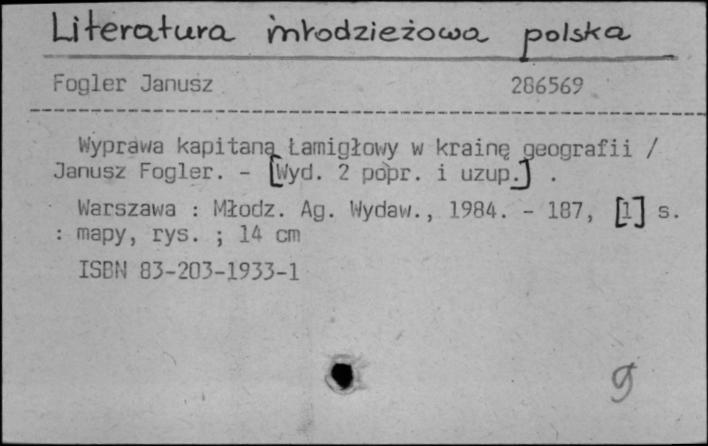 Literatura młodzieżowa polska
Fogler Janusz 286569
Wyprawa kapitana Łamigłowy w krainę geografii /
Janusz Fogler. - [Wyd. 2 popr. i uzup.] .
Warszawa : Młodz. Ag. Wydaw., 1984. - 187, [1] s.
: mapy, rys. ; 14 cm
ISBN 83-203-1933-1